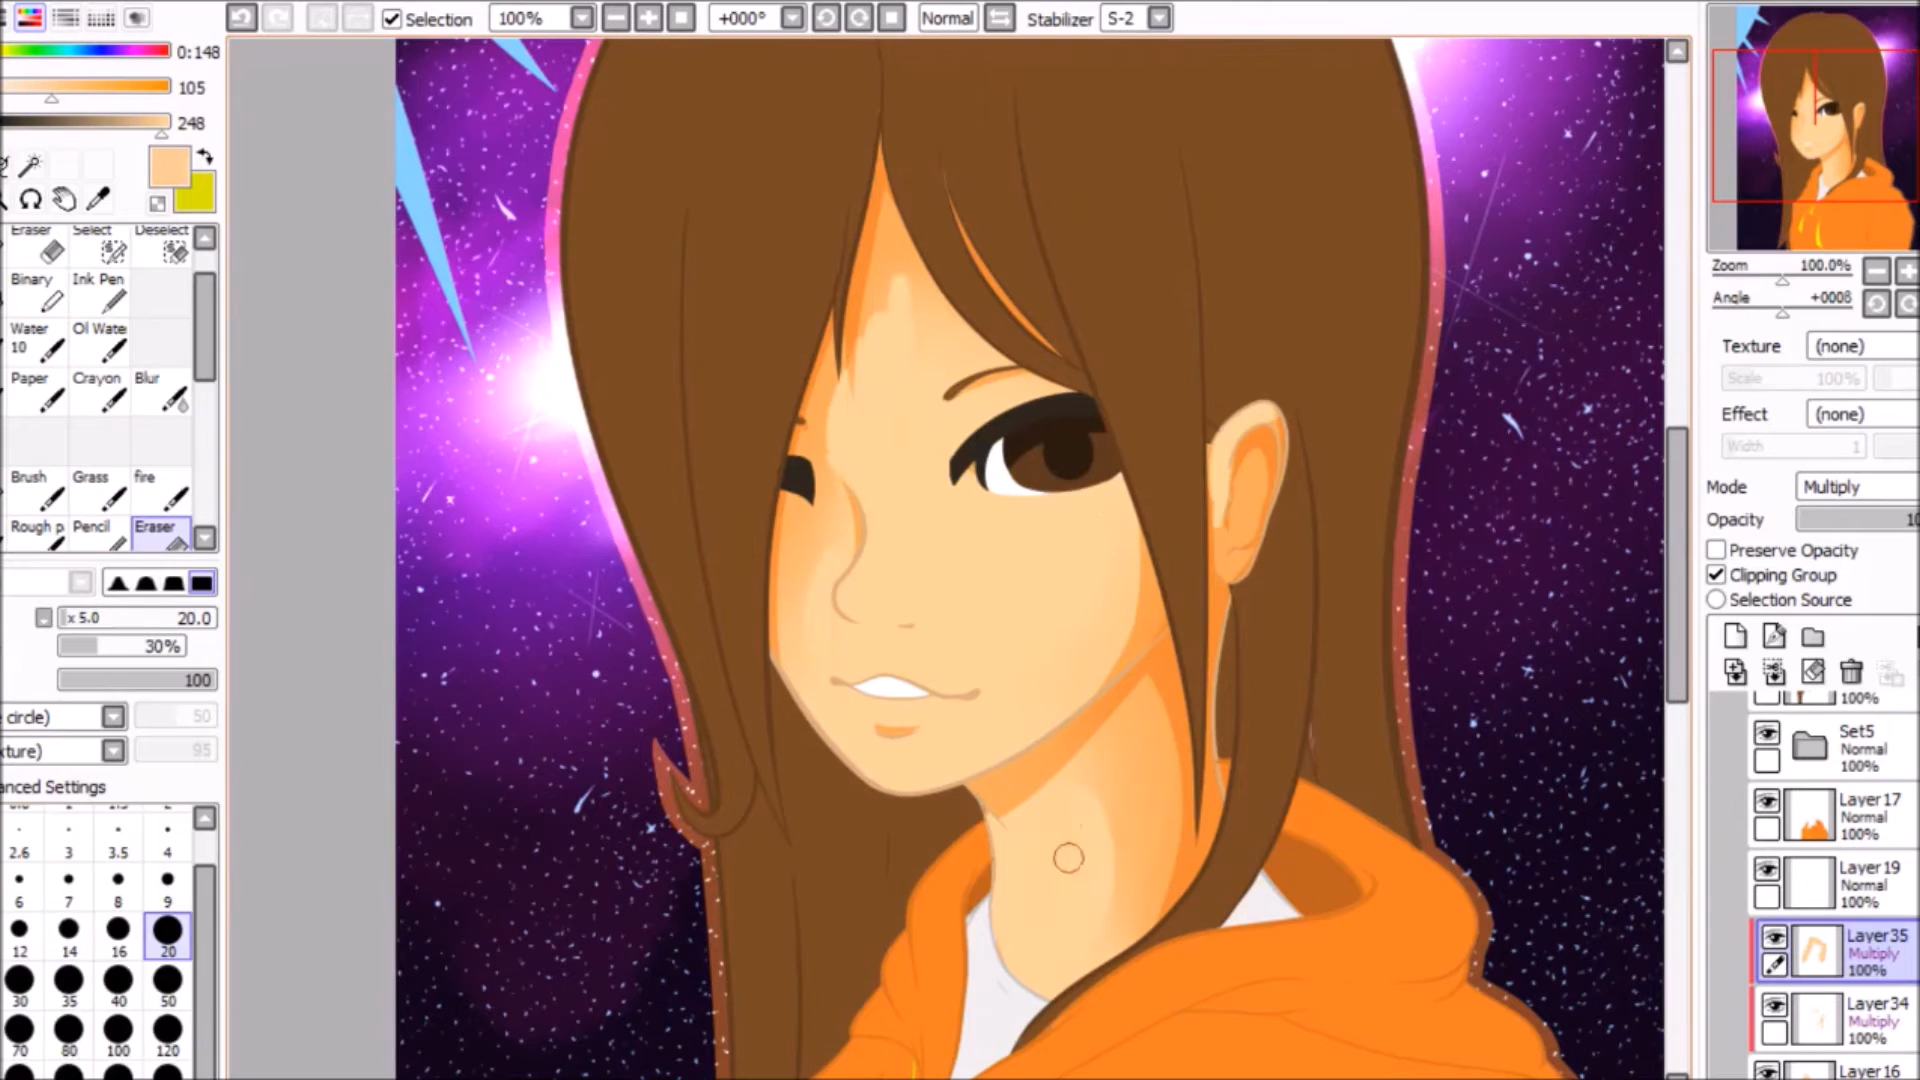 Selection 100% +000° Normal Stabilizer S-2
0:148
105
248
Eraser Select Deselect
Binary Ink Pen
Water 10 Oil Wate
Paper Crayon Blur
Brush Grass fire
Rough p Pencil Eraser
x 5.0 20.0
30%
100
circle) 50
xture) 95
anced Settings
2.6 3 3.5 4
6 7 8 9
12 14 16 20
30 35 40 50
70 80 100 120
Zoom 100.0%
Angle +0008
Texture (none)
Scale 100%
Effect (none)
Width 1
Mode Multiply
Opacity 10
Preserve Opacity
Clipping Group
Selection Source
100%
Set5
Normal
100%
Layer17
Normal
100%
Layer19
Normal
100%
Layer35
Multiply
100%
Layer34
Multiply
100%
Layer16